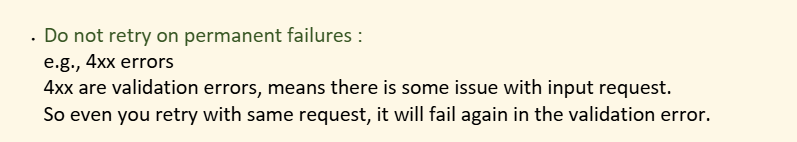 . Do not retry on permanent failures :
e.g., 4xx errors
4xx are validation errors, means there is some issue with input request.
So even you retry with same request, it will fail again in the validation error.